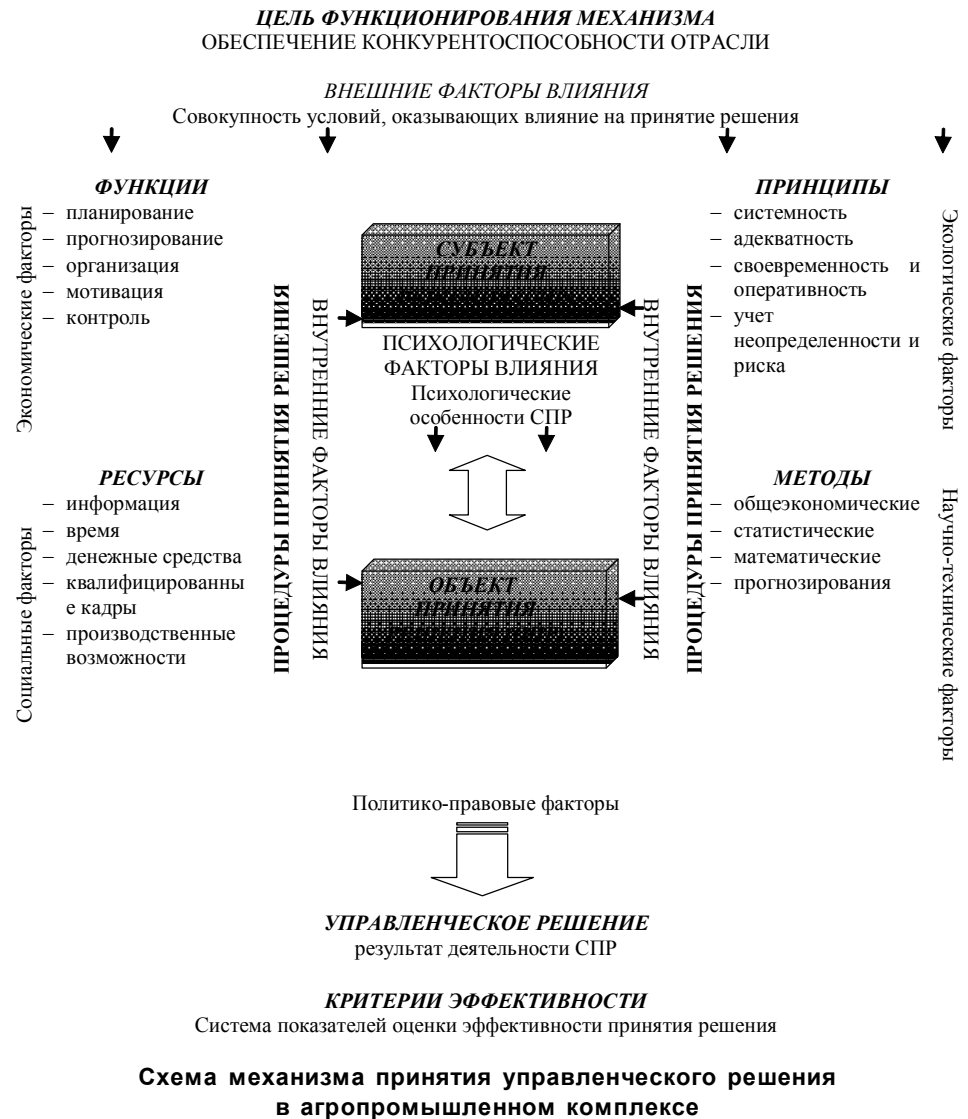 ЦЕЛЬ ФУНКЦИОНИРОВАНИЯ МЕХАНИЗМА
ОБЕСПЕЧЕНИЕ КОНКУРЕНТОСПОСОБНОСТИ ОТРАСЛИ
ВНЕШНИЕ ФАКТОРЫ ВЛИЯНИЯ
Совокупность условий, оказывающих влияние на принятие решения
Экономические факторы
Социальные факторы
ФУНКЦИИ
– планирование
– прогнозирование
– организация
– мотивация
– контроль
РЕСУРСЫ
– информация
– время
– денежные средства
– квалифицированны
е кадры
– производственные
возможности
ПРОЦЕДУРЫ ПРИНЯТИЯ РЕШЕНИЯ
ВНУТРЕННИЕ ФАКТОРЫ ВЛИЯНИЯ
СУБЪЕКТ
ПРИНЯТИЯ
ПСИХОЛОГИЧЕСКИЕ
ФАКТОРЫ ВЛИЯНИЯ
Психологические
особенности СПР
ОБЪЕКТ
ПРИНЯТИЯ
ВНУТРЕННИЕ ФАКТОРЫ ВЛИЯНИЯ
ПРОЦЕДУРЫ ПРИНЯТИЯ РЕШЕНИЯ
ПРИНЦИПЫ
– системность
– адекватность
– своевременность и
оперативность
– учет
неопределенности и
риска
МЕТОДЫ
– общеэкономические
– статистические
– математические
– прогнозирования
Экологические факторы
Научно-технические факторы
Политико-правовые факторы
УПРАВЛЕНЧЕСКОЕ РЕШЕНИЕ
результат деятельности СПР
КРИТЕРИИ ЭФФЕКТИВНОСТИ
Система показателей оценки эффективности принятия решения
Схема механизма принятия управленческого решения
в агропромышленном комплексе